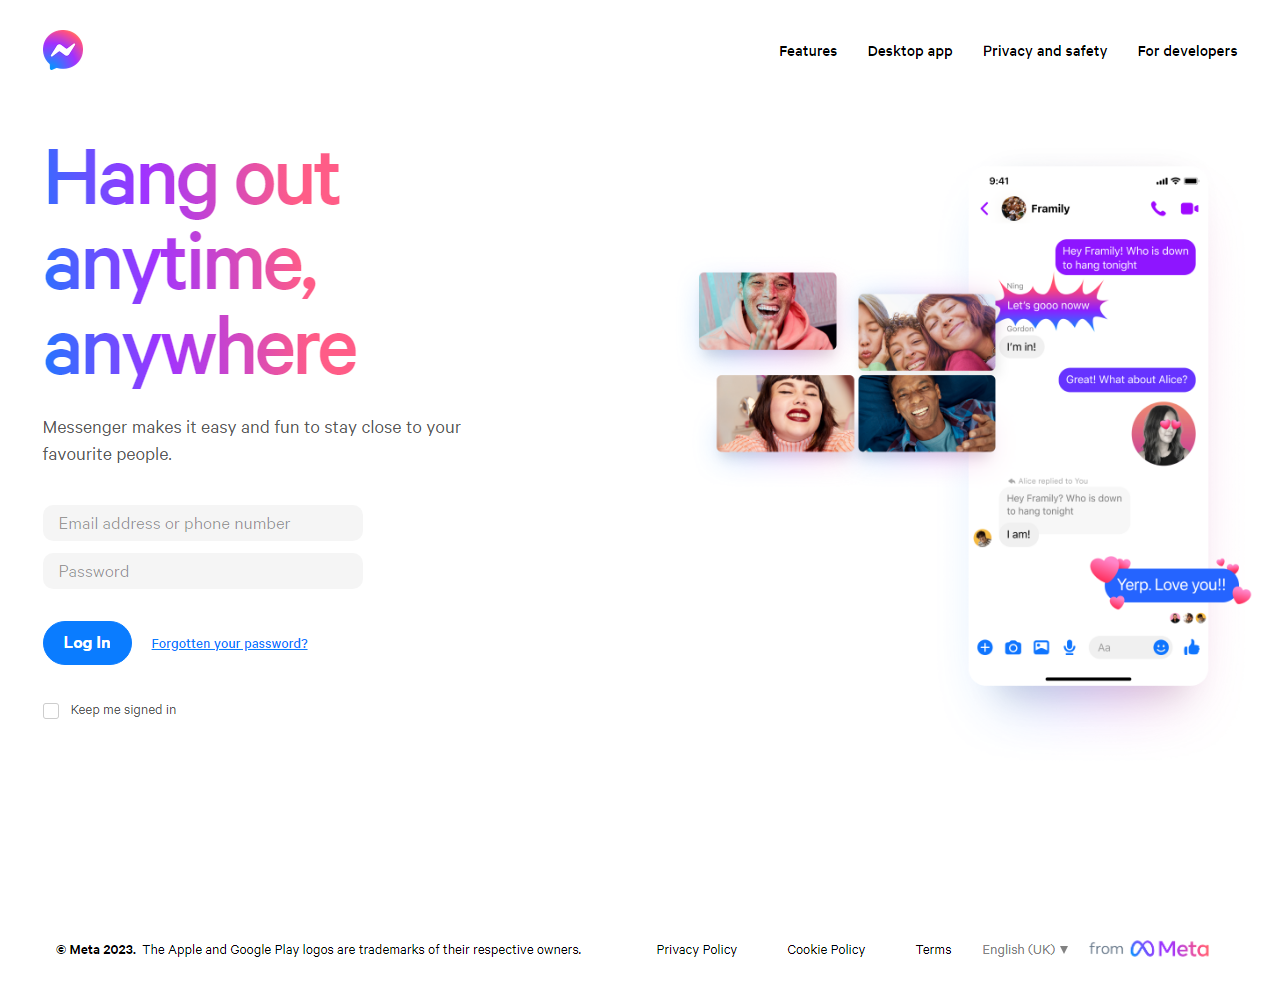 Features Desktop app Privacy and safety For developers
Hang out
anytime,
anywhere
Messenger makes it easy and fun to stay close to your
favourite people.
Email address or phone number
Password
Log In Forgotten your password?
Keep me signed in
9:41
Framily
Hey Framily! Who is down
to hang tonight
Ning
Let's gooo noww
Gordon
I'm in!
Great! What about Alice?
Alice replied to You
Hey Framily? Who is down
to hang tonight
I am!
Yerp. Love you!!
Aa
© Meta 2023. The Apple and Google Play logos are trademarks of their respective owners. Privacy Policy Cookie Policy Terms English (UK) ▼ from Meta